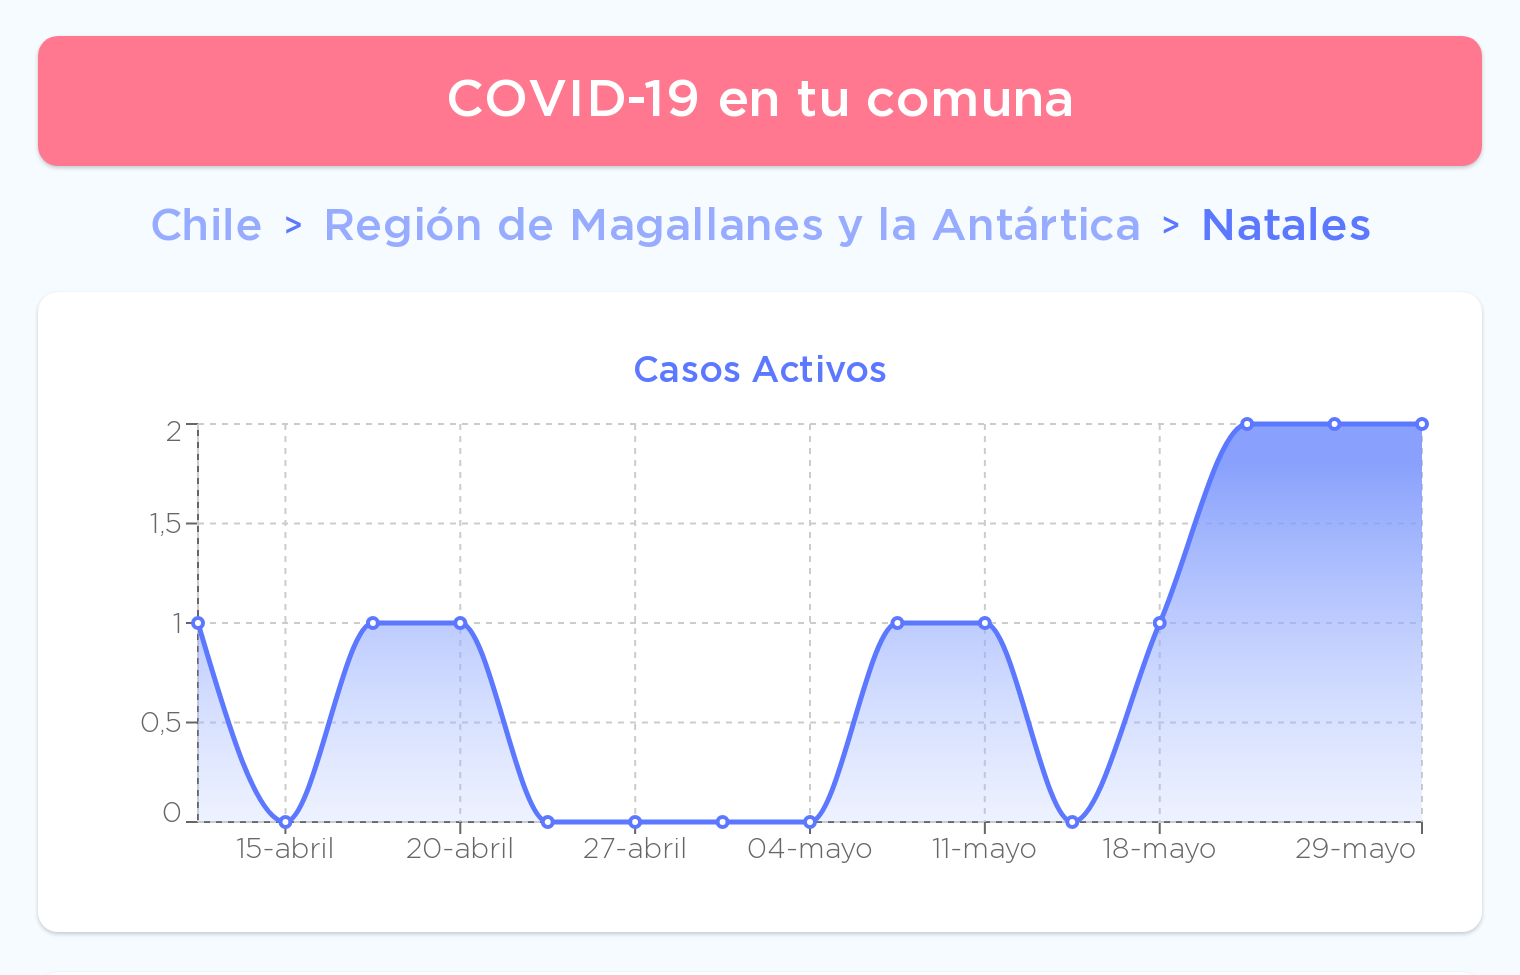 COVID-19 en tu comuna
Chile > Región de Magallanes y la Antártica > Natales
Casos Activos
2
1,5
1
0,5
0
15-abril 20-abril 27-abril 04-mayo 11-mayo 18-mayo 29-mayo